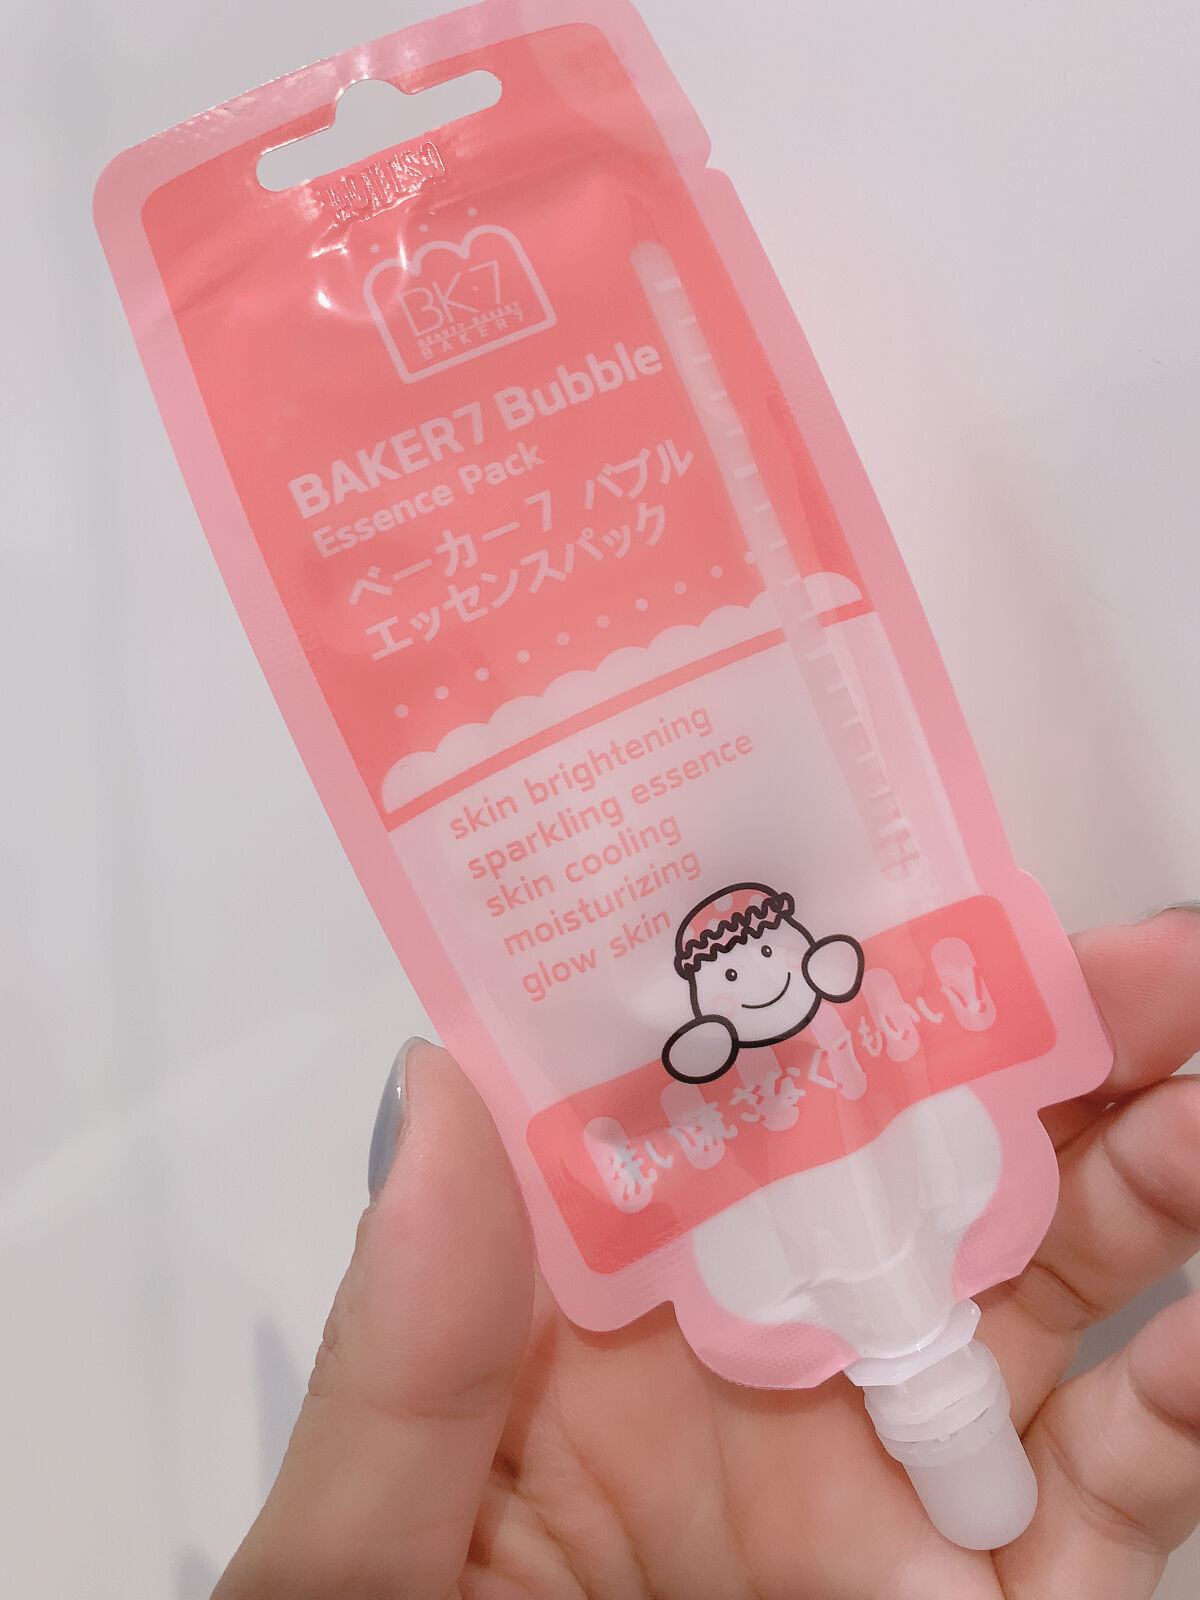 BK·7
BEAUTY BAKERY
BAKER7
BAKER7 Bubble
Essence Pack
ベーカー7 バブル
エッセンスパック
skin brightening
sparkling essence
skin cooling
moisturizing
glow skin
洗い流さなくてもいい!